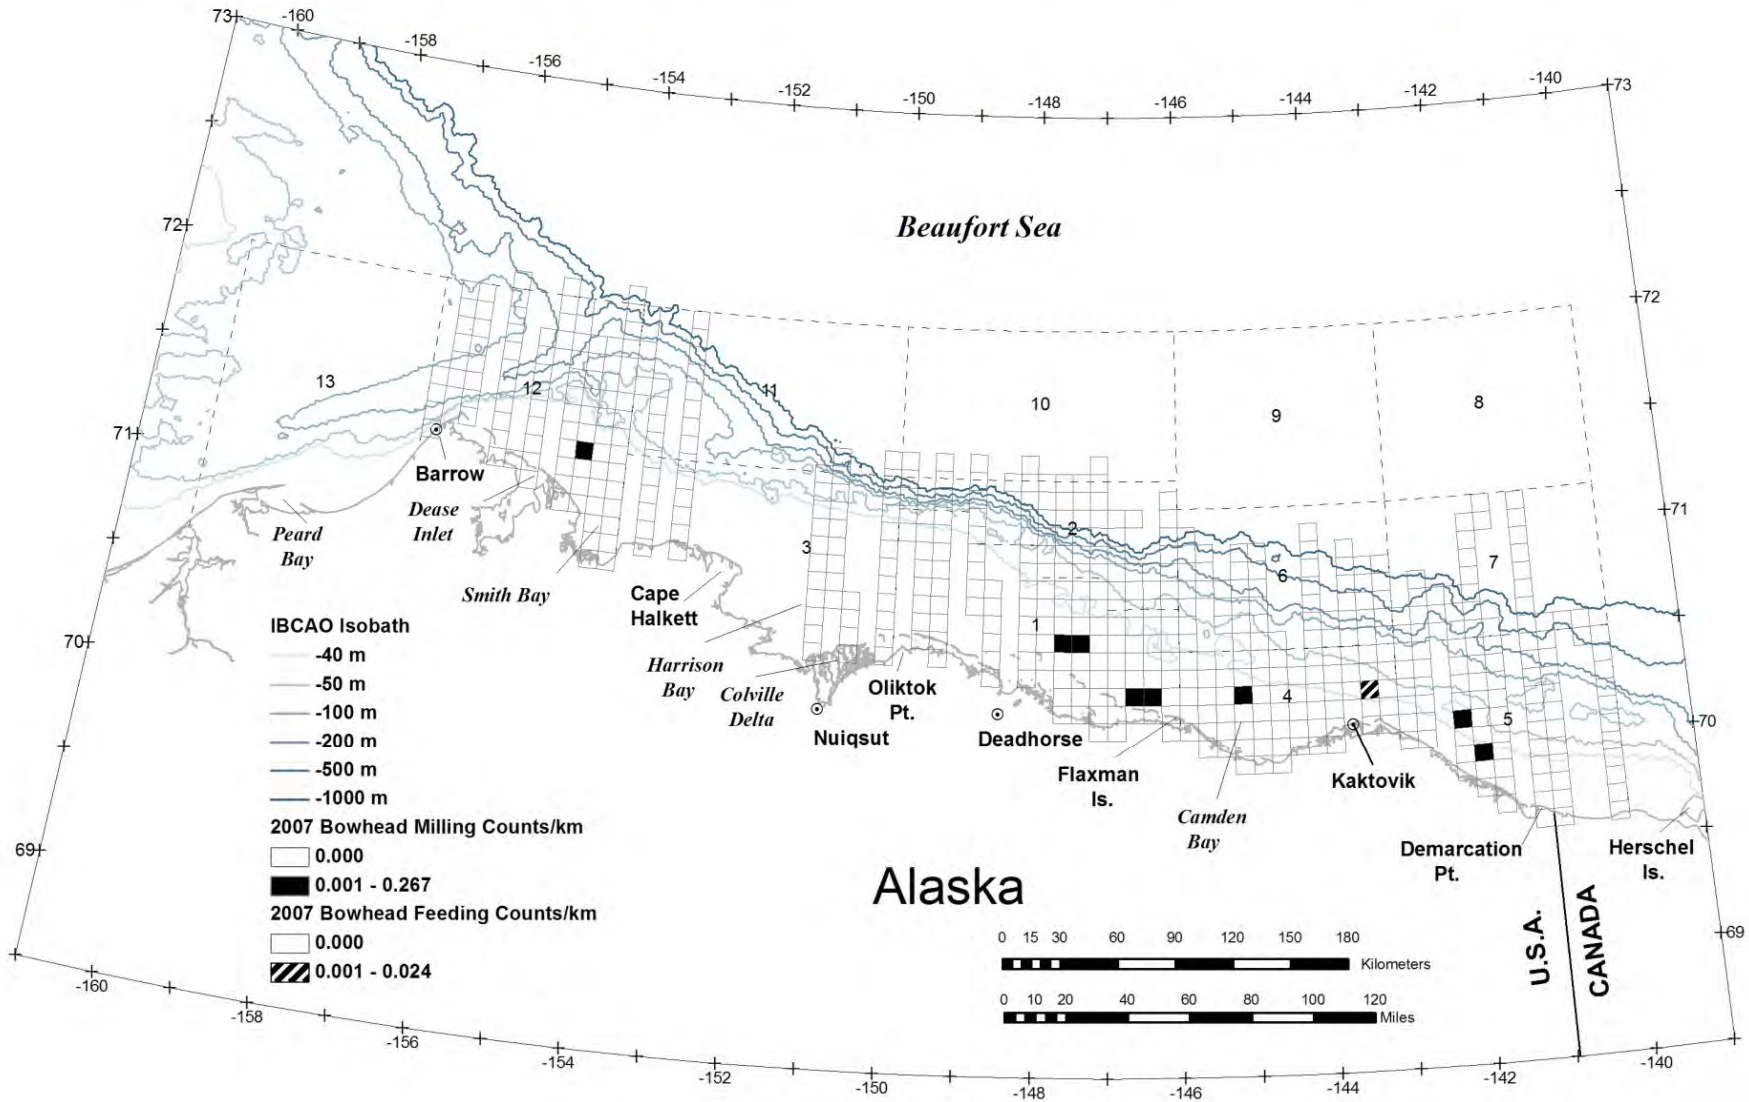 73
-160
-158
-156
-154
-152
-150
-148
-146
-144
-142
-140
73
72
Beaufort Sea
72
13
12
11
10
9
8
71
Barrow
Dease
Inlet
Peard
Bay
Smith Bay
Cape
Halkett
3
2
6
7
71
1
4
5
70
70
Harrison
Bay
Colville
Delta
Oliktok
Pt.
Nuiqsut
Deadhorse
Flaxman
Is.
Kaktovik
Camden
Bay
Demarcation
Pt.
Herschel
Is.
IBCAO Isobath
-40 m
-50 m
-100 m
-200 m
-500 m
-1000 m
2007 Bowhead Milling Counts/km
0.000
0.001 - 0.267
2007 Bowhead Feeding Counts/km
0.000
0.001 - 0.024
69
Alaska
U.S.A.
CANADA
69
0 15 30 60 90 120 150 180
Kilometers
0 10 20 40 60 80 100 120
Miles
-160
-158
-156
-154
-152
-150
-148
-146
-144
-142
-140